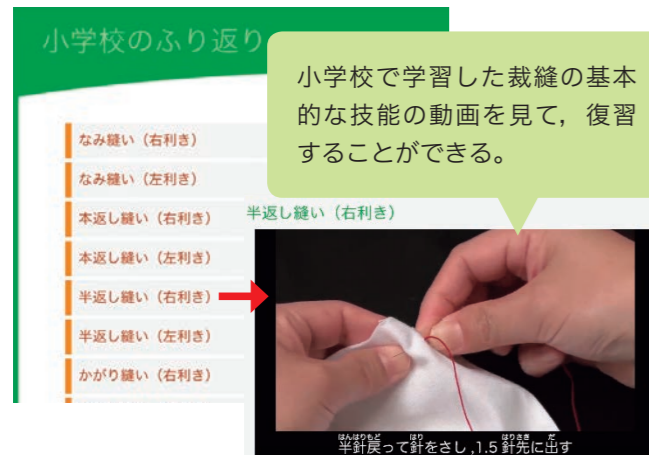 小学校のふり返り
小学校で学習した裁縫の基本
的な技能の動画を見て，復習
することができる。
なみ縫い（右利き）
なみ縫い（左利き）
本返し縫い（右利き）
本返し縫い（左利き）
半返し縫い（右利き）
半返し縫い（左利き）
かがり縫い（右利き）
半返し縫い（右利き）
はんはりもど はり はりさき だ
半針戻って針をさし,1.5 針先に出す